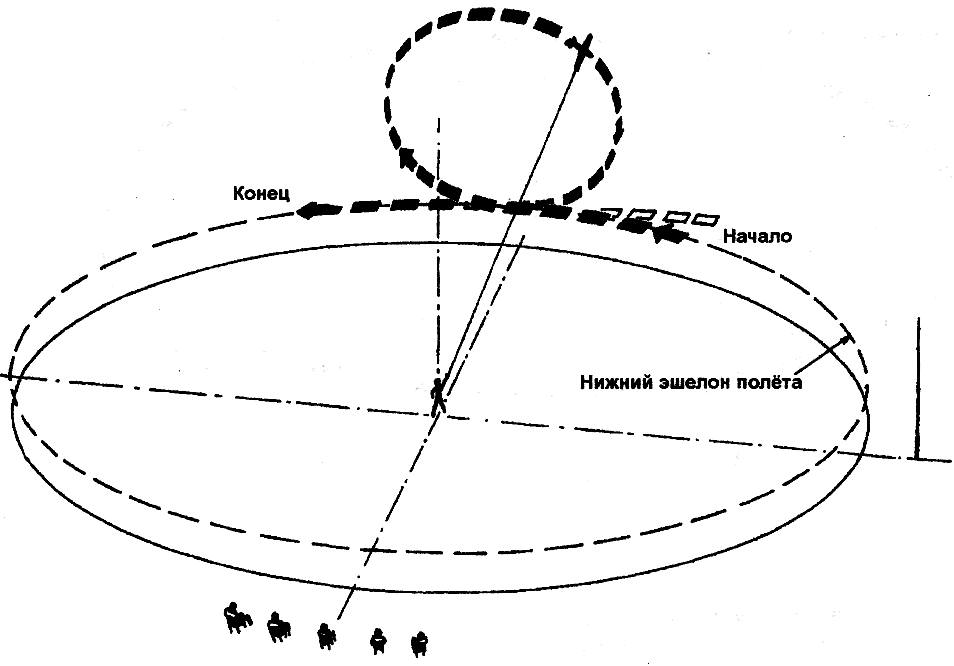 Конец
Начало
Нижний эшелон полёта